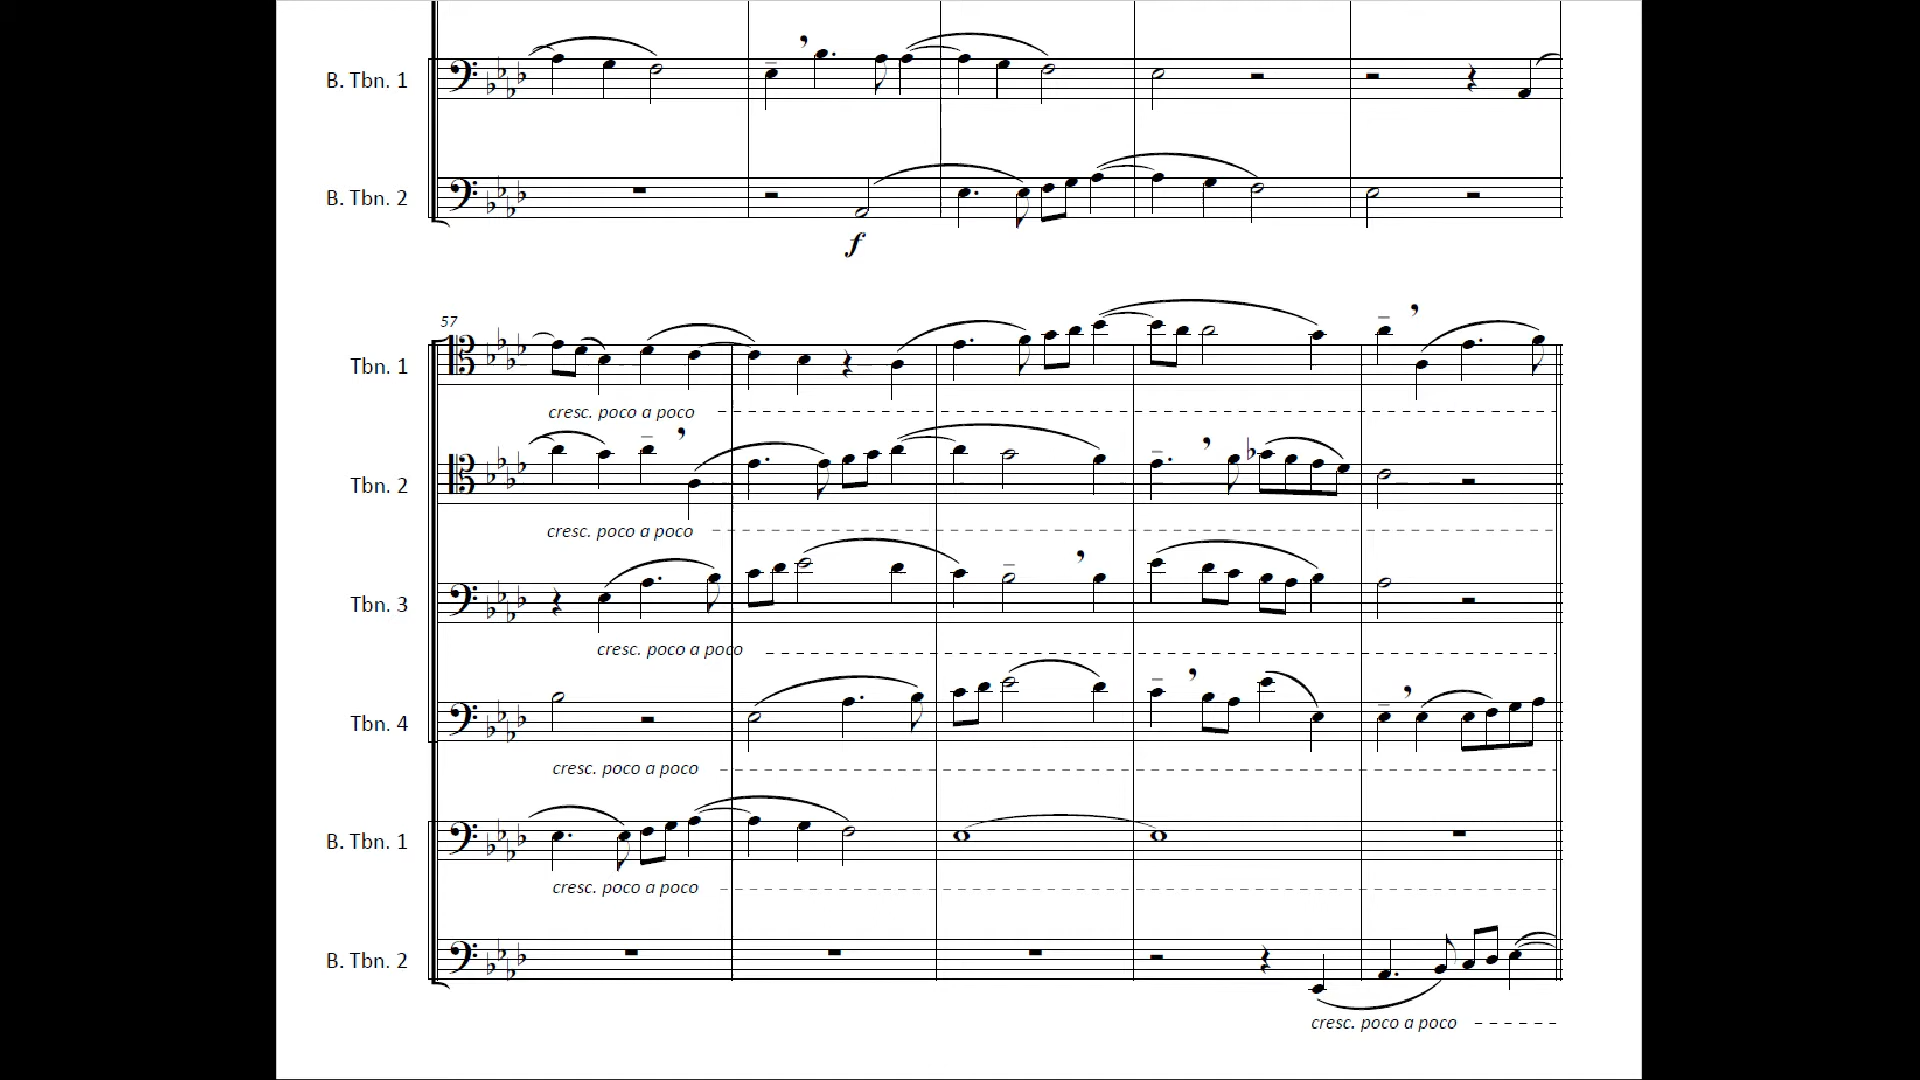 B. Tbn. 1
B. Tbn. 2
f
57
Tbn. 1
cresc. poco a poco
Tbn. 2
cresc. poco a poco
Tbn. 3
cresc. poco a poco
Tbn. 4
cresc. poco a poco
B. Tbn. 1
cresc. poco a poco
B. Tbn. 2
cresc. poco a poco